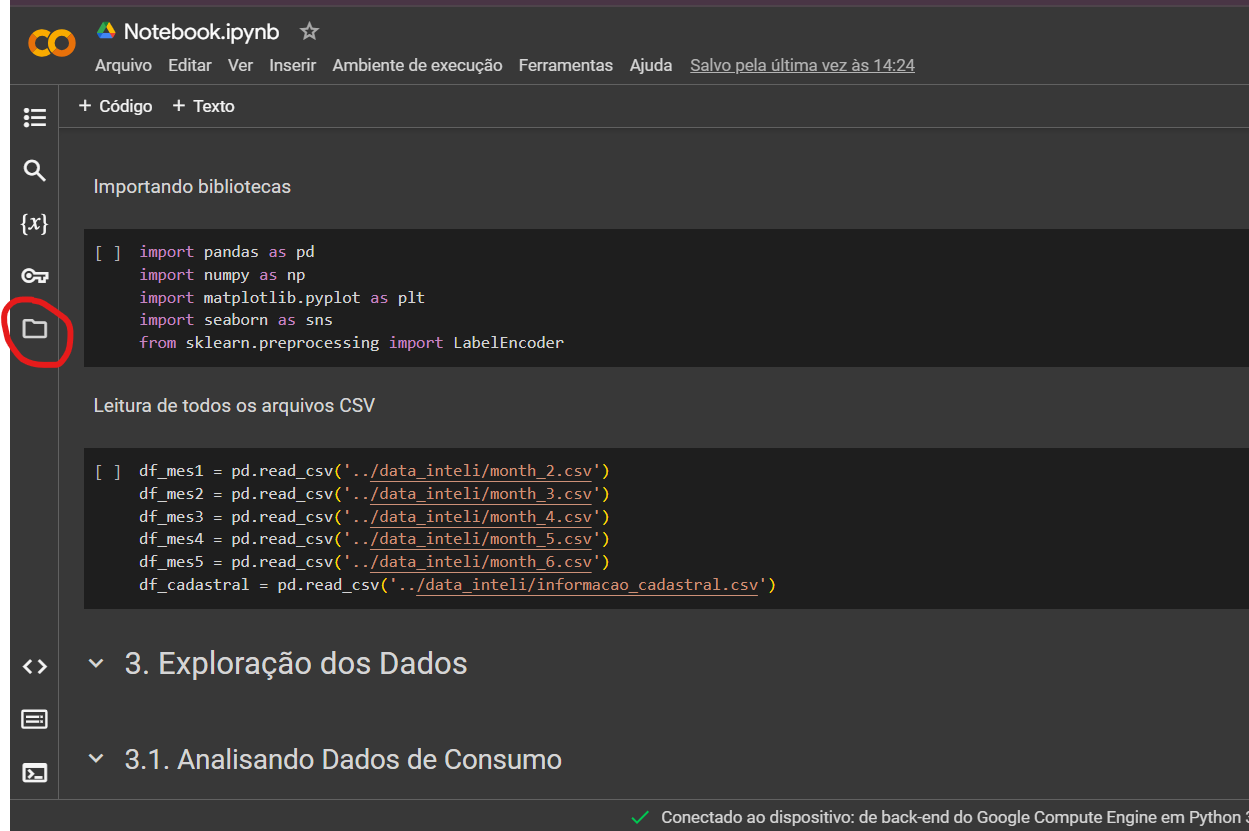 Notebook.ipynb
Arquivo Editar Ver Inserir Ambiente de execução Ferramentas Ajuda Salvo pela última vez às 14:24
+ Código + Texto
{x}
Importando bibliotecas
[ ] import pandas as pd
import numpy as np
import matplotlib.pyplot as plt
import seaborn as sns
from sklearn.preprocessing import LabelEncoder
Leitura de todos os arquivos CSV
[ ] df_mes1 = pd.read_csv('../data_inteli/month_2.csv')
df_mes2 = pd.read_csv('../data_inteli/month_3.csv')
df_mes3 = pd.read_csv('../data_inteli/month_4.csv')
df_mes4 = pd.read_csv('../data_inteli/month_5.csv')
df_mes5 = pd.read_csv('../data_inteli/month_6.csv')
df_cadastral = pd.read_csv('../data_inteli/informacao_cadastral.csv')
3. Exploração dos Dados
3.1. Analisando Dados de Consumo
Conectado ao dispositivo: de back-end do Google Compute Engine em Python 3